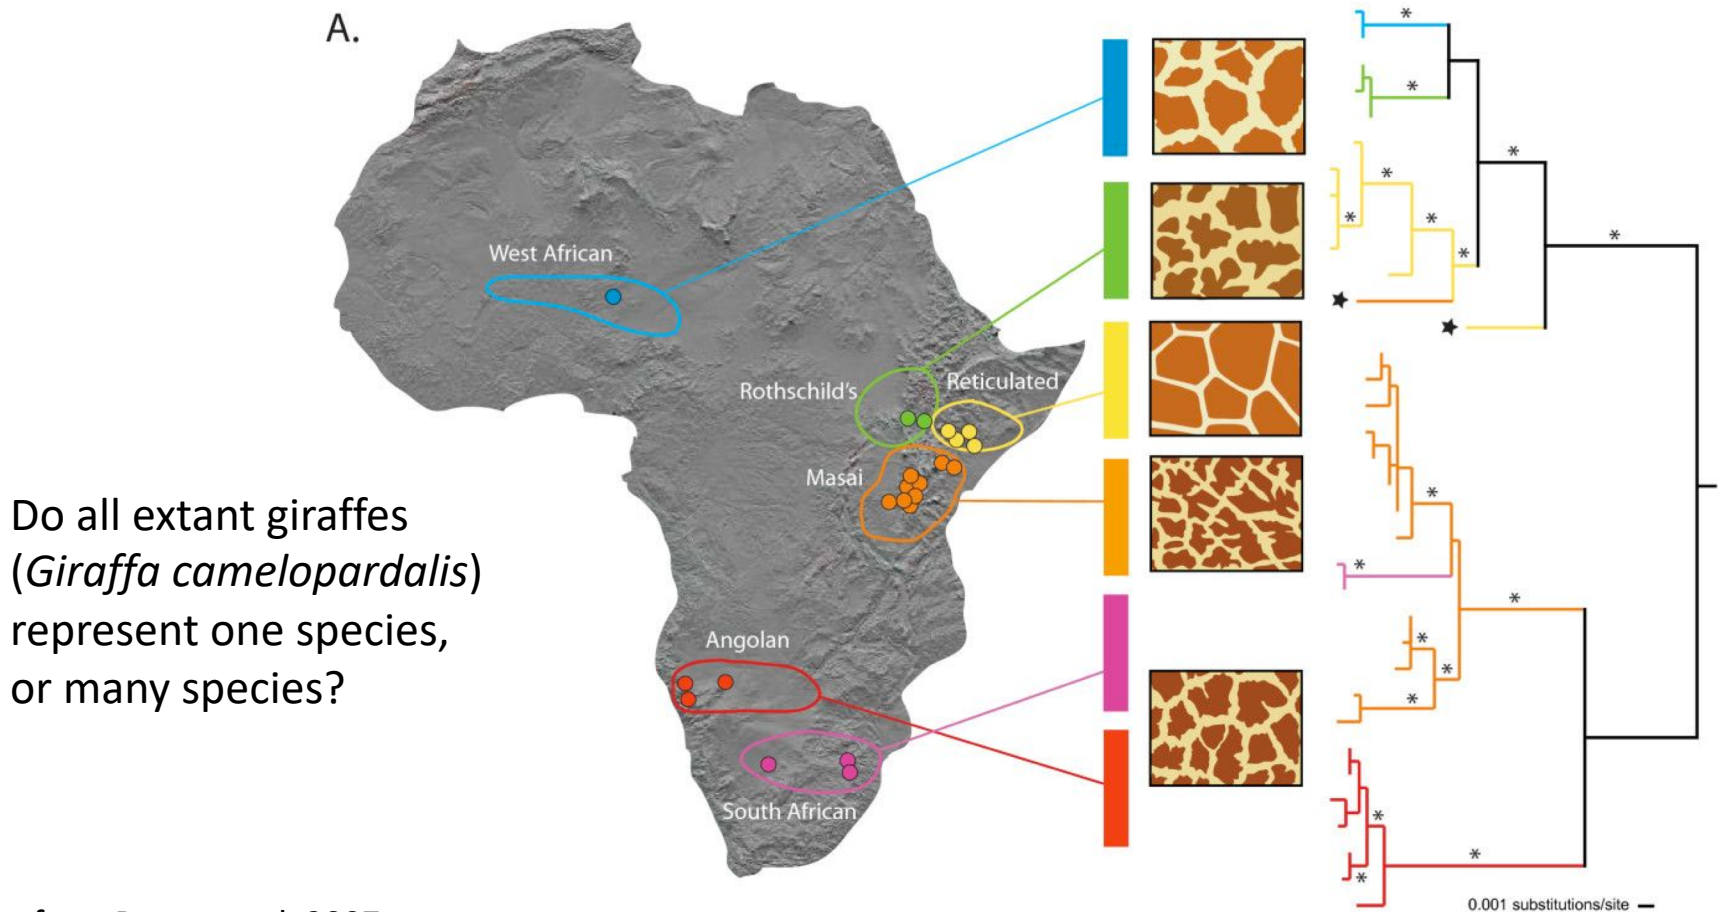 A.
West African
Rothschild's
Reticulated
Masai
Angolan
South African
Do all extant giraffes
(Giraffa camelopardalis)
represent one species,
or many species?
0.001 substitutions/site